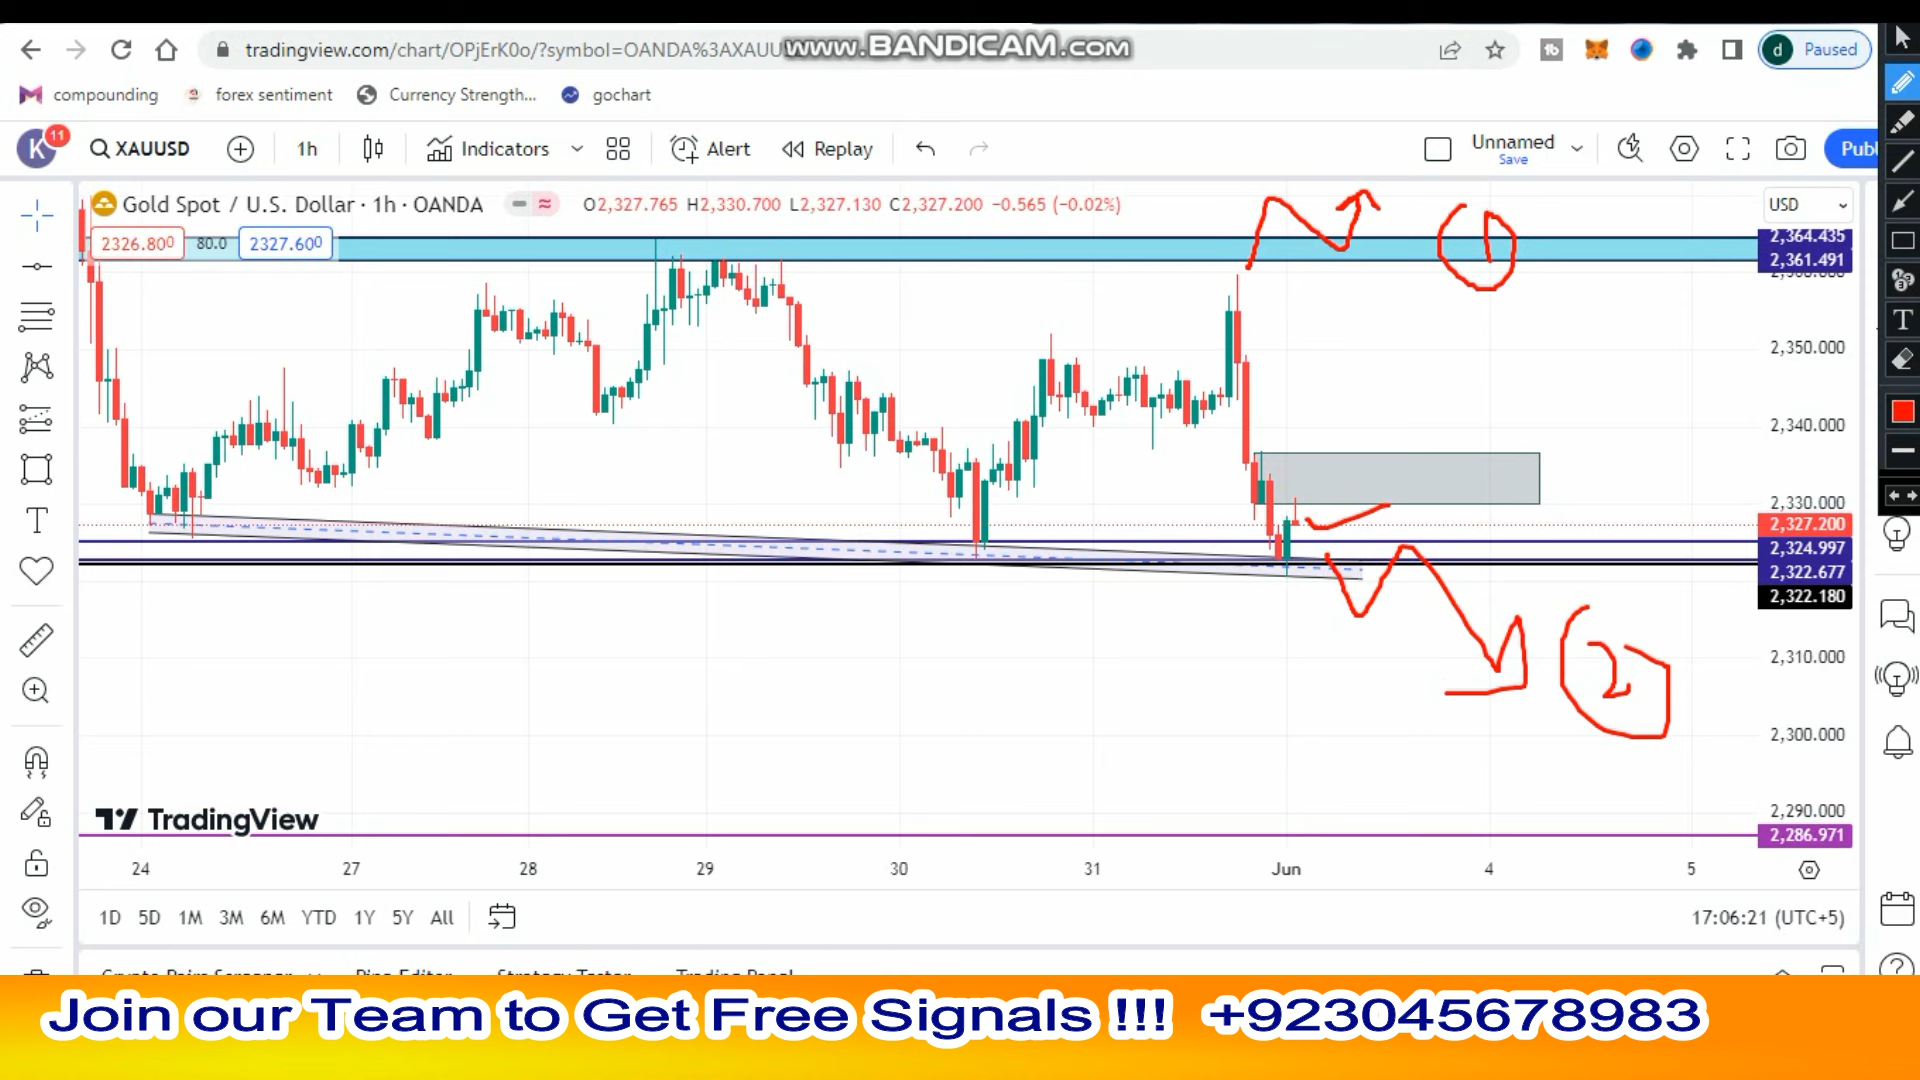 tradingview.com/chart/OPjErK0o/?symbol=OANDA%3AXAUU
www.BANDICAM.com
d Paused
compounding
forex sentiment
Currency Strength...
gochart
K 11
XAUUSD
1h
Indicators
Alert
Replay
Unnamed
Save
Publ
Gold Spot / U.S. Dollar · 1h · OANDA
O2,327.765 H2,330.700 L2,327.130 C2,327.200 −0.565 (−0.02%)
USD
2326.800 80.0 2327.600
1
2,364.435
2,361.491
2,350.000
2,340.000
2,330.000
2,327.200
2,324.997
2,322.677
2,322.180
2
2,310.000
2,300.000
2,290.000
2,286.971
TradingView
24 27 28 29 30 31 Jun 4 5
1D 5D 1M 3M 6M YTD 1Y 5Y All
17:06:21 (UTC+5)
Join our Team to Get Free Signals !!! +923045678983